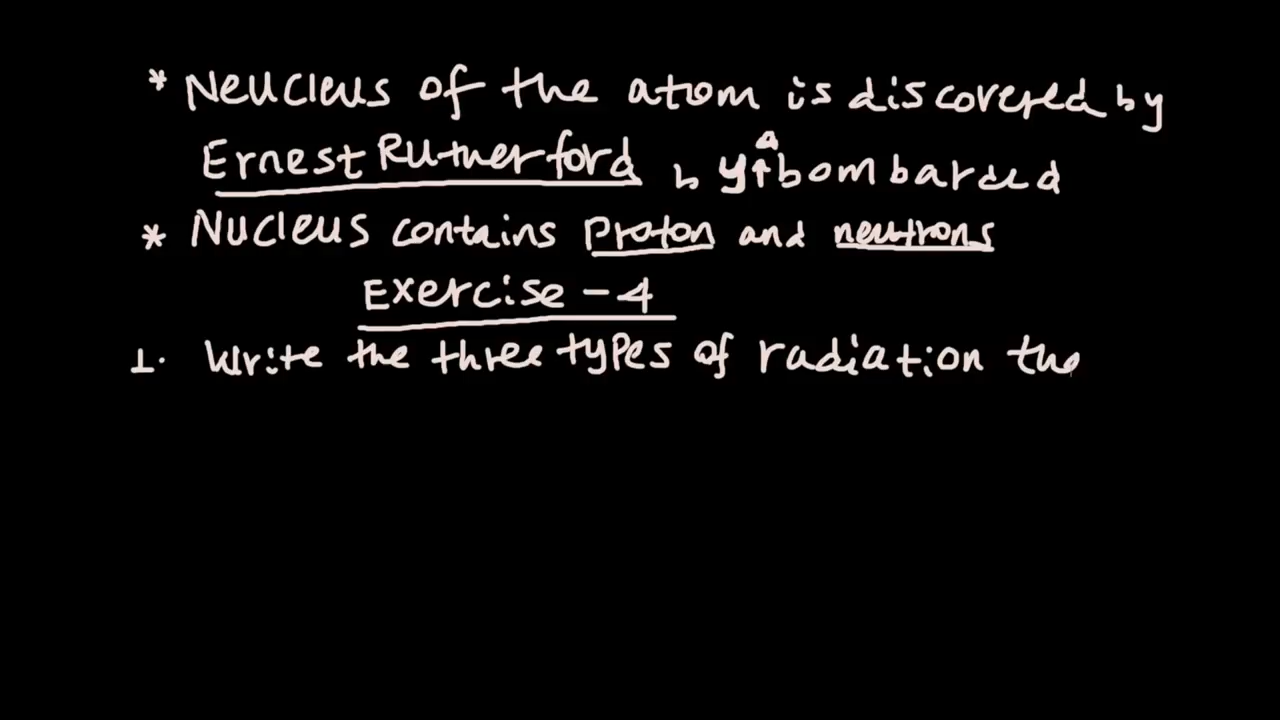 * Neucleus of the atom is discovered by
Ernest Rutherford by ↑ a bombarded
* Nucleus contains proton and neutrons
Exercise - 4
1. Write the three types of radiation the